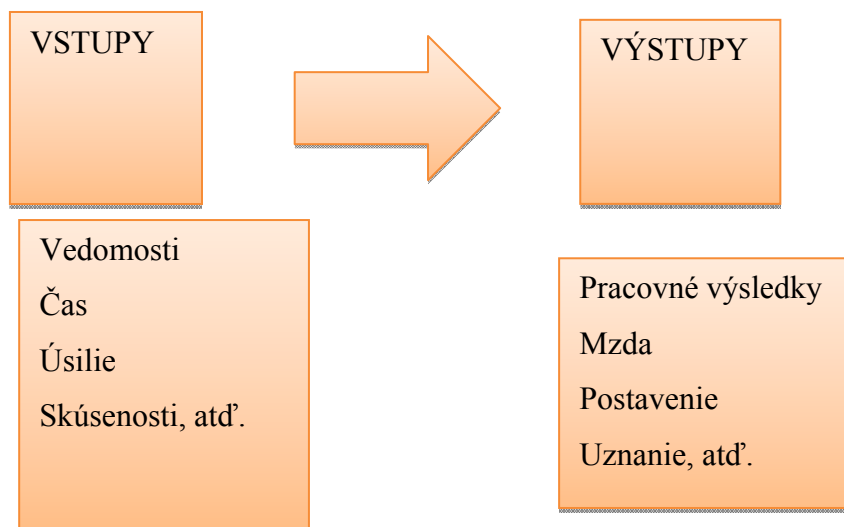 VSTUPY
VÝSTUPY
Vedomosti
Čas
Úsilie
Skúsenosti, atď.
Pracovné výsledky
Mzda
Postavenie
Uznanie, atď.